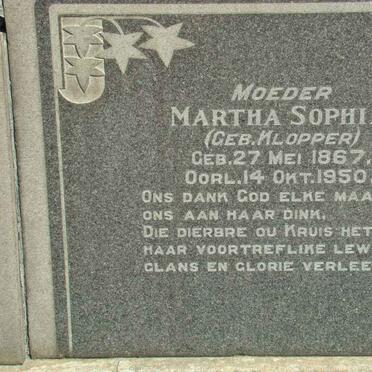 MOEDER
MARTHA SOPHI
(GEB. KLOPPER)
GEB. 27 MEI 1867.
OORL. 14 OKT. 1950.
ONS DANK GOD ELKE MAA
ONS AAN HAAR DINK.
DIE DIERBRE OU KRUIS HET
HAAR VOORTREFLIKE LEW
GLANS EN GLORIE VERLEE